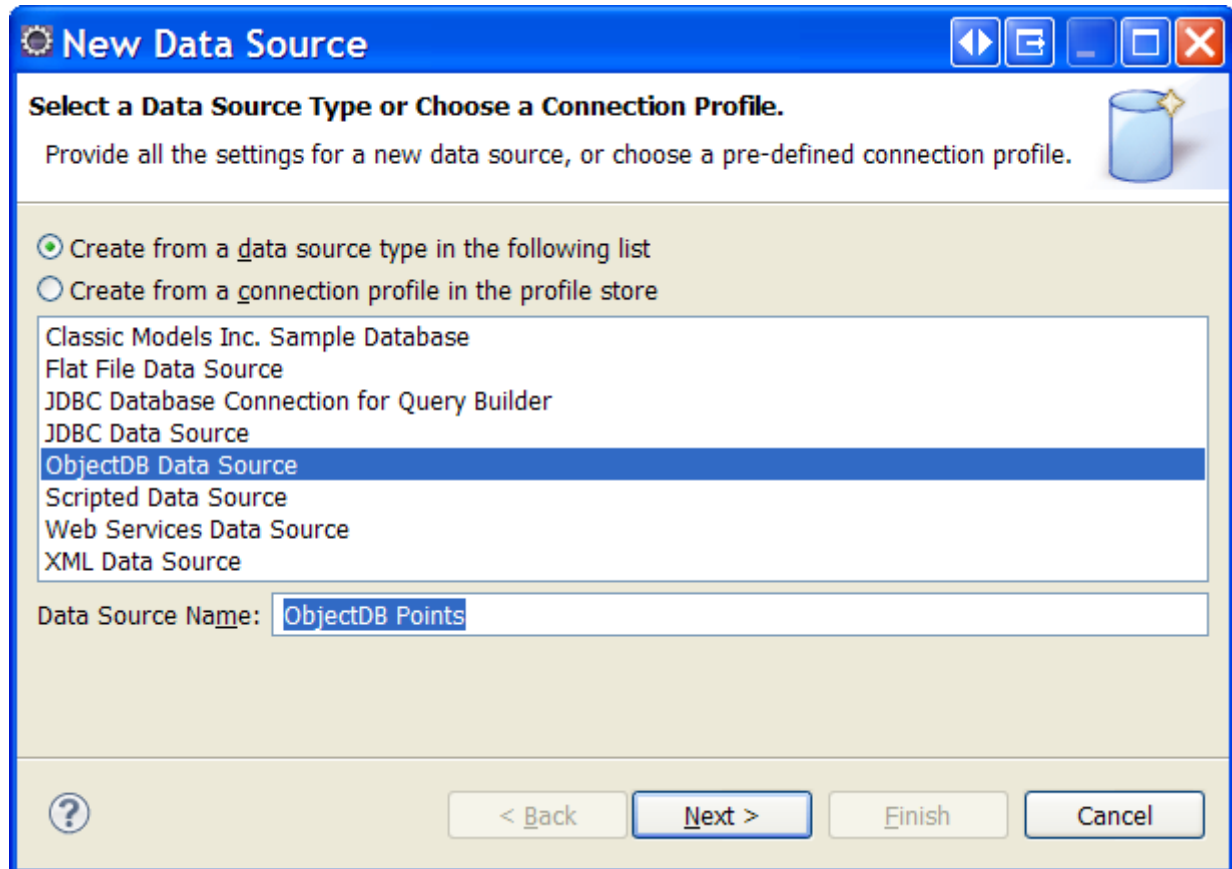 New Data Source
Select a Data Source Type or Choose a Connection Profile.
Provide all the settings for a new data source, or choose a pre-defined connection profile.
Create from a data source type in the following list
Create from a connection profile in the profile store
Classic Models Inc. Sample Database
Flat File Data Source
JDBC Database Connection for Query Builder
JDBC Data Source
ObjectDB Data Source
Scripted Data Source
Web Services Data Source
XML Data Source
Data Source Name: ObjectDB Points
? < Back Next > Finish Cancel